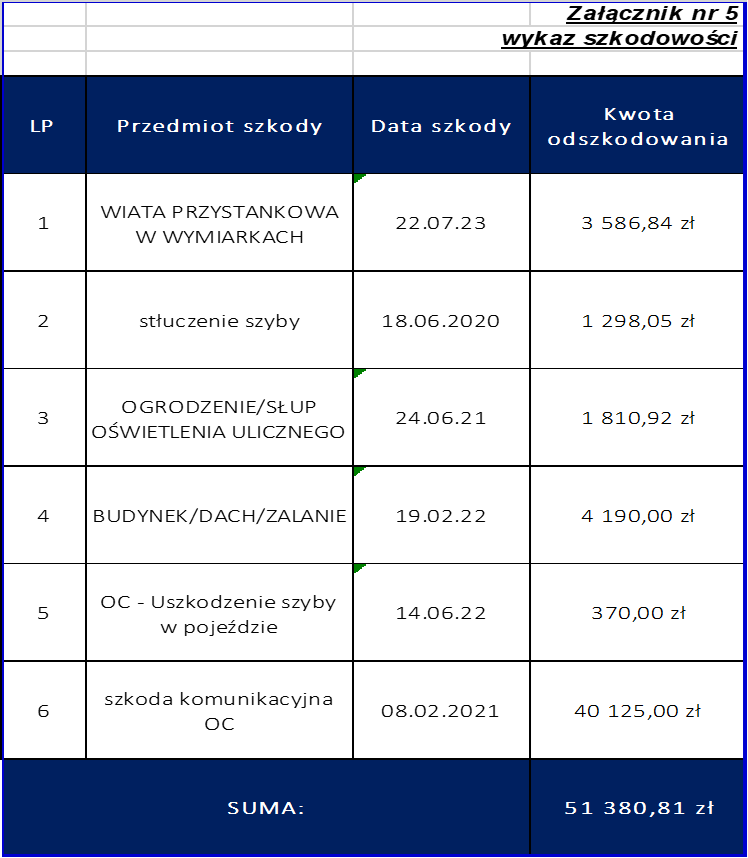 Załącznik nr 5
wykaz szkodowości
LP
Przedmiot szkody
Data szkody
Kwota
odszkodowania
1
WIATA PRZYSTANKOWA
W WYMIARKACH
22.07.23
3 586,84 zł
2
stłuczenie szyby
18.06.2020
1 298,05 zł
3
OGRODZENIE/SŁUP
OŚWIETLENIA ULICZNEGO
24.06.21
1 810,92 zł
4
BUDYNEK/DACH/ZALANIE
19.02.22
4 190,00 zł
5
OC - Uszkodzenie szyby
w pojeździe
14.06.22
370,00 zł
6
szkoda komunikacyjna
OC
08.02.2021
40 125,00 zł
SUMA:
51 380,81 zł